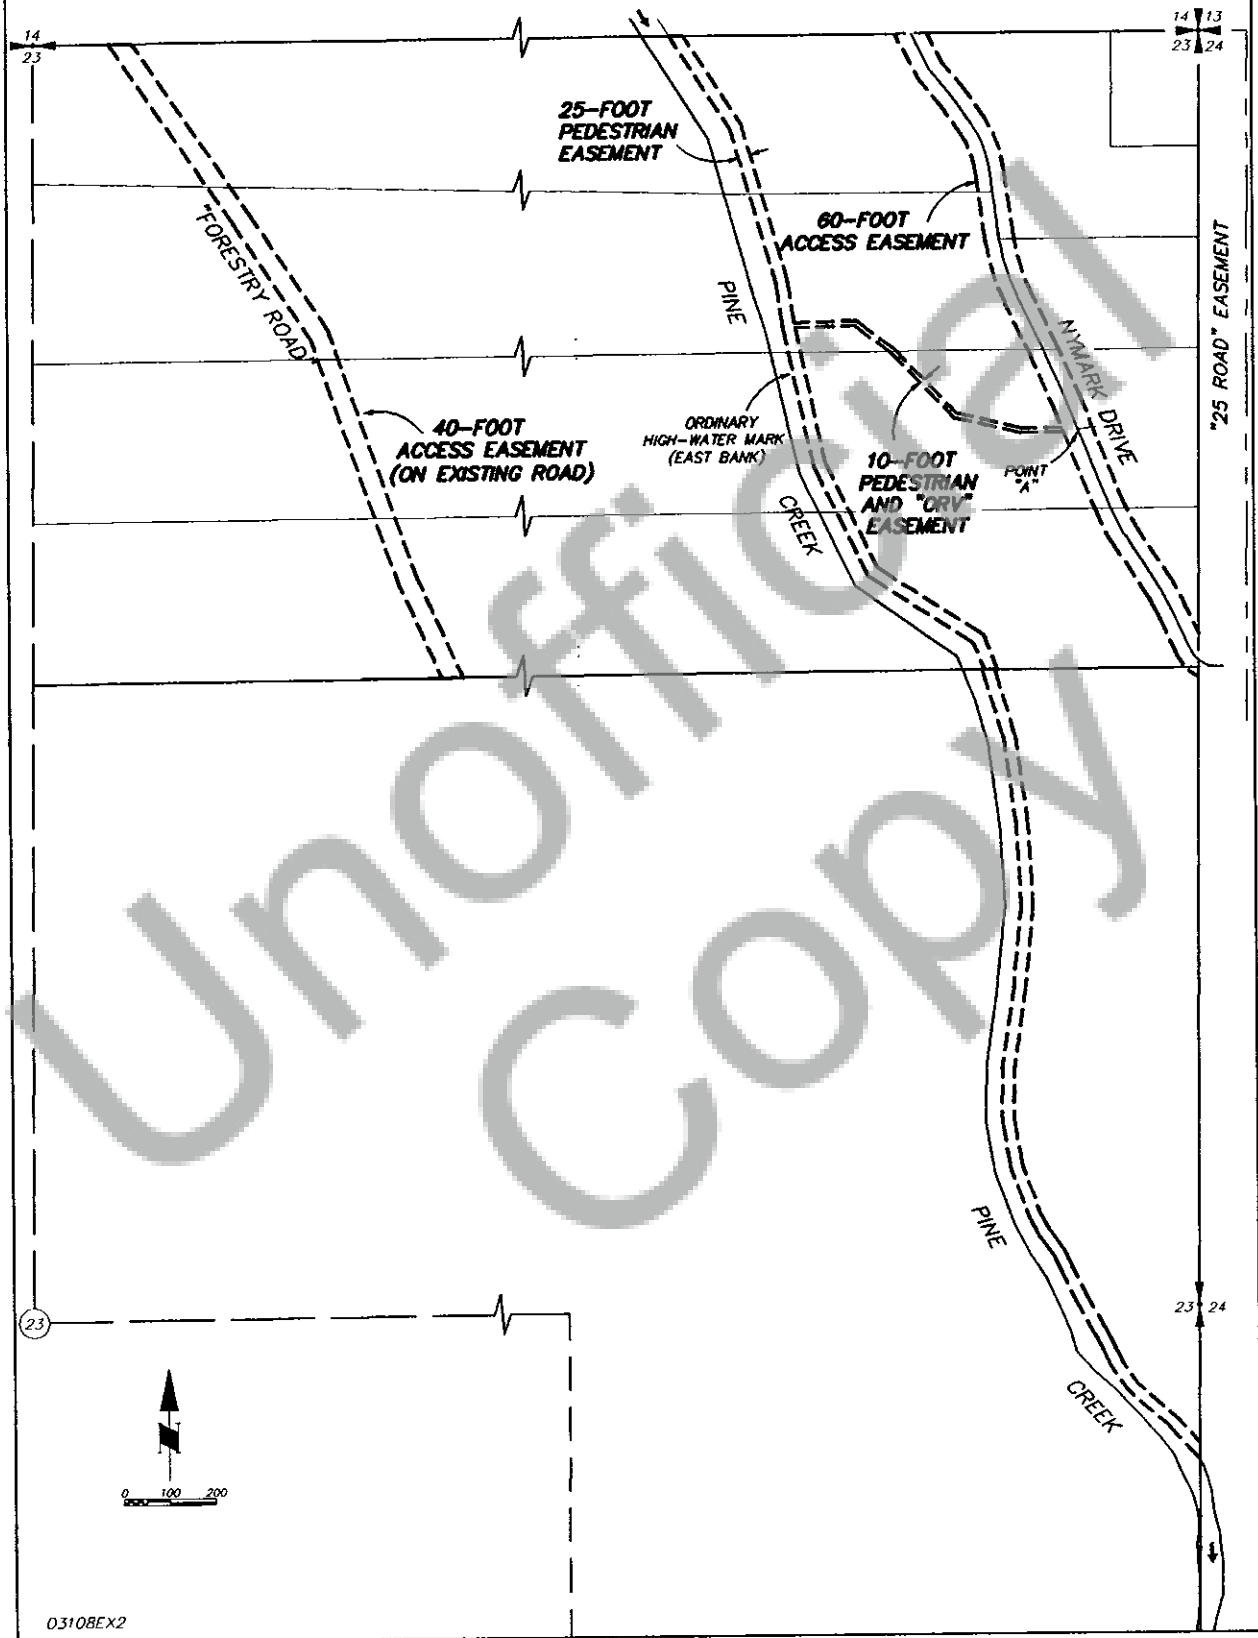 14
23
14 13
23 24
25-FOOT
PEDESTRIAN
EASEMENT
60-FOOT
ACCESS EASEMENT
"FORESTRY ROAD"
PINE
NYMARK DRIVE
"25 ROAD" EASEMENT
40-FOOT
ACCESS EASEMENT
(ON EXISTING ROAD)
ORDINARY
HIGH-WATER MARK
(EAST BANK)
10-FOOT
PEDESTRIAN
AND "ORV"
EASEMENT
POINT
"A"
CREEK
Unofficial
Copy
PINE
23 24
23
CREEK
N
0 100 200
03108EX2